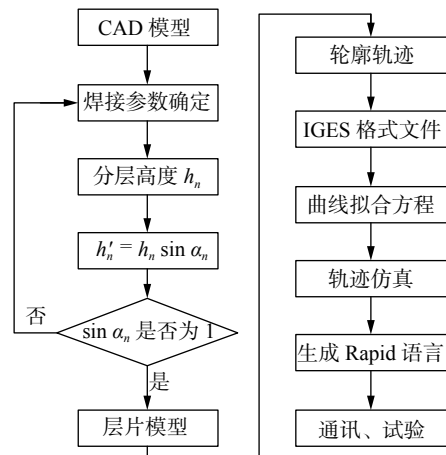 CAD 模型
焊接参数确定
分层高度 hₙ
h′ₙ = hₙ sin αₙ
sin αₙ 是否为 1
否
是
层片模型
轮廓轨迹
IGES 格式文件
曲线拟合方程
轨迹仿真
生成 Rapid 语言
通讯、试验